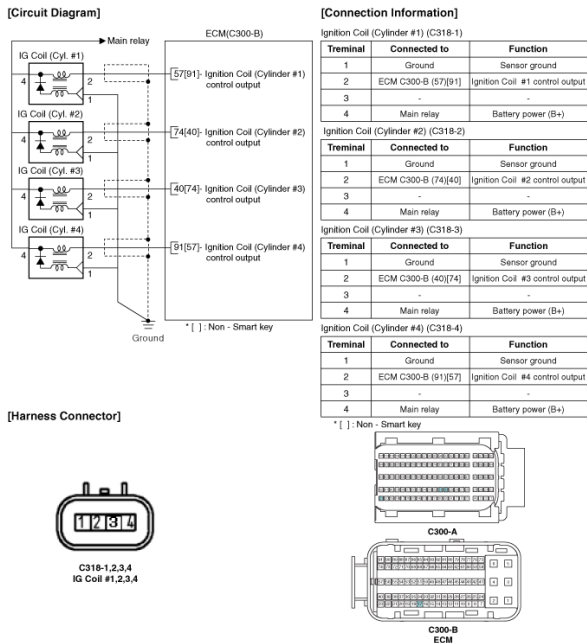 [Circuit Diagram]
Main relay
ECM(C300-B)
IG Coil (Cyl. #1)
4
2
1
57[91]- Ignition Coil (Cylinder #1)
control output
IG Coil (Cyl. #2)
4
2
1
74[40]- Ignition Coil (Cylinder #2)
control output
IG Coil (Cyl. #3)
4
2
1
40[74]- Ignition Coil (Cylinder #3)
control output
IG Coil (Cyl. #4)
4
2
1
91[57]- Ignition Coil (Cylinder #4)
control output
* [ ] : Non - Smart key
Ground
[Connection Information]
Ignition Coil (Cylinder #1) (C318-1)
Treminal Connected to Function
1 Ground Sensor ground
2 ECM C300-B (57)[91] Ignition Coil #1 control output
3 - -
4 Main relay Battery power (B+)
Ignition Coil (Cylinder #2) (C318-2)
Treminal Connected to Function
1 Ground Sensor ground
2 ECM C300-B (74)[40] Ignition Coil #2 control output
3 - -
4 Main relay Battery power (B+)
Ignition Coil (Cylinder #3) (C318-3)
Treminal Connected to Function
1 Ground Sensor ground
2 ECM C300-B (40)[74] Ignition Coil #3 control output
3 - -
4 Main relay Battery power (B+)
Ignition Coil (Cylinder #4) (C318-4)
Treminal Connected to Function
1 Ground Sensor ground
2 ECM C300-B (91)[57] Ignition Coil #4 control output
3 - -
4 Main relay Battery power (B+)
* [ ] : Non - Smart key
[Harness Connector]
1 2 3 4
C318-1,2,3,4
IG Coil #1,2,3,4
C300-A
C300-B
ECM